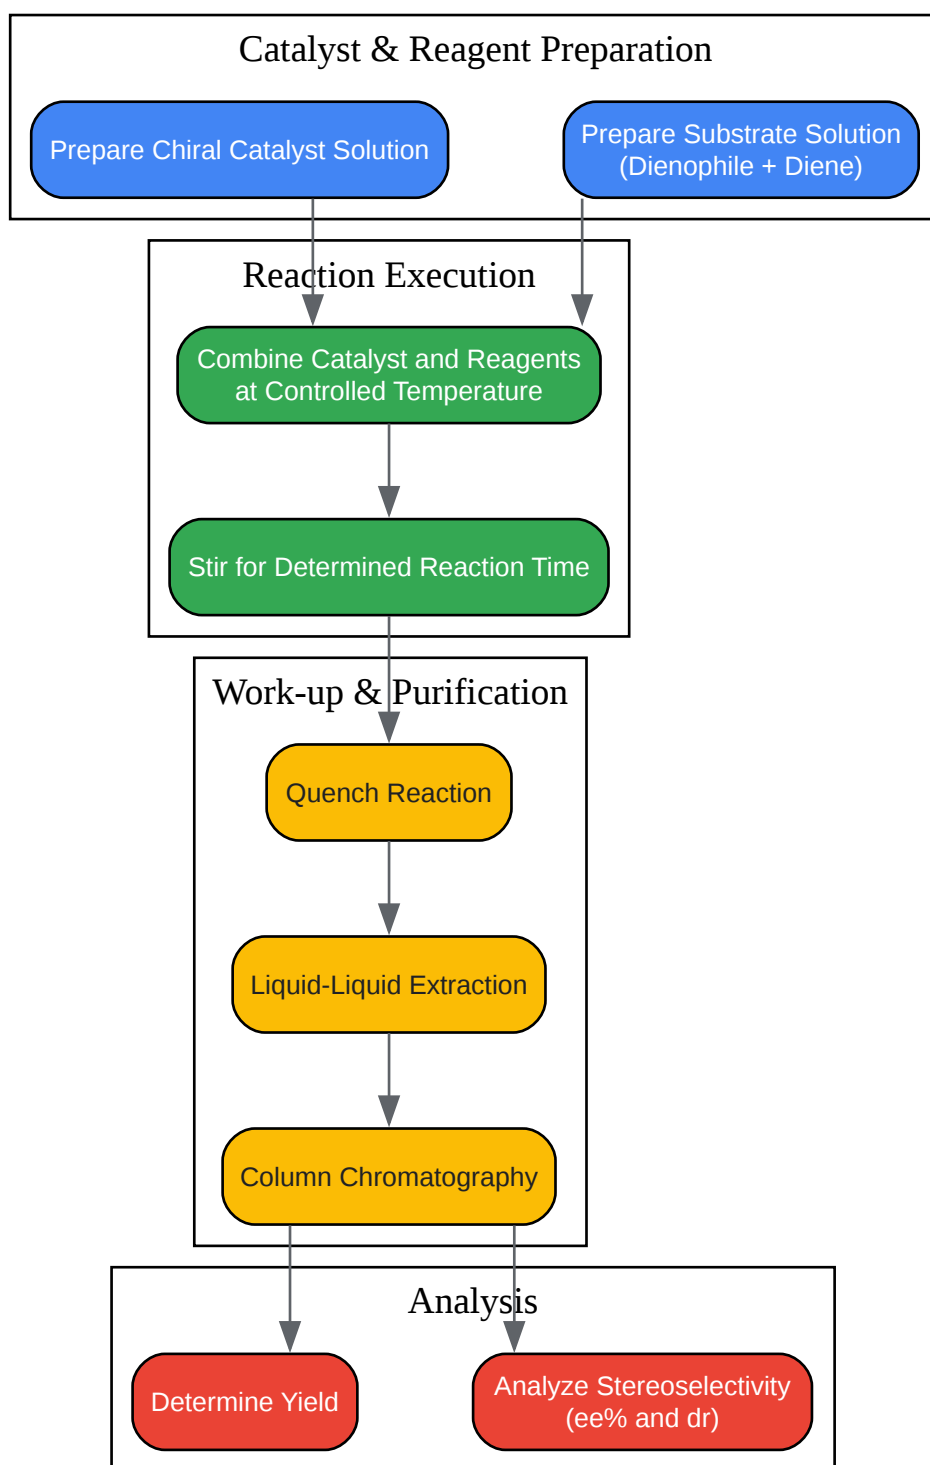 Catalyst & Reagent Preparation
Prepare Chiral Catalyst Solution
Prepare Substrate Solution
(Dienophile + Diene)
Reaction Execution
Combine Catalyst and Reagents
at Controlled Temperature
Stir for Determined Reaction Time
Work-up & Purification
Quench Reaction
Liquid-Liquid Extraction
Column Chromatography
Analysis
Determine Yield
Analyze Stereoselectivity
(ee% and dr)